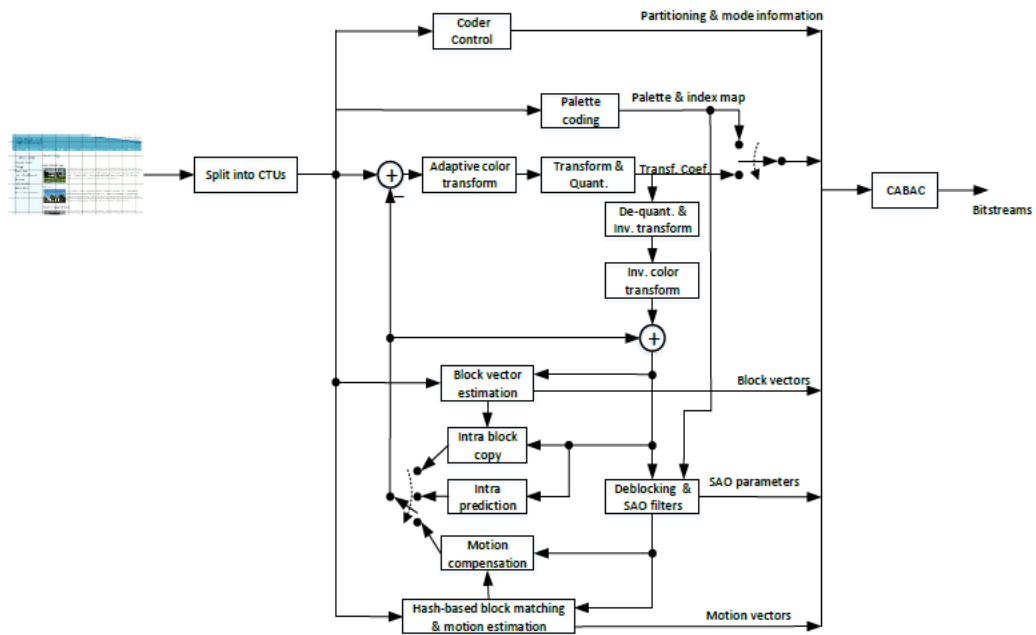 Partitioning & mode information
Coder
Control
Palette
coding
Palette & index map
Split into CTUs
+
−
Adaptive color
transform
Transform &
Quant.
Transf. Coef.
CABAC
Bitstreams
De-quant. &
Inv. transform
Inv. color
transform
+
Block vector
estimation
Block vectors
Intra block
copy
Intra
prediction
Deblocking &
SAO filters
SAO parameters
Motion
compensation
Hash-based block matching
& motion estimation
Motion vectors